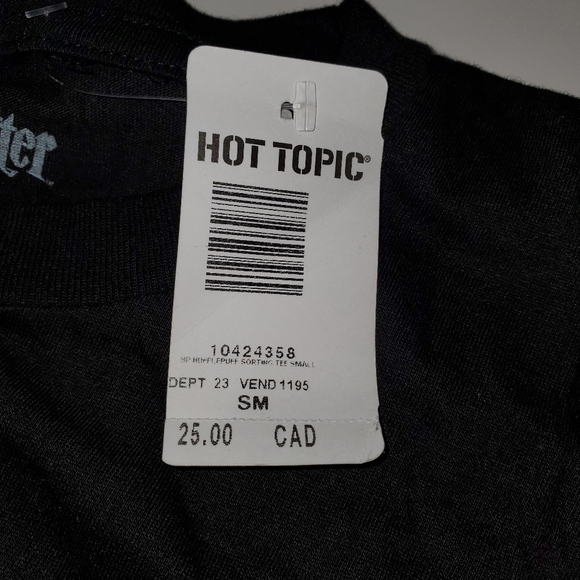 ter
HOT TOPIC®
10424358
HP HUFFLEPUFF SORTING TEE SMALL
DEPT 23 VEND 1195
SM
25.00 CAD